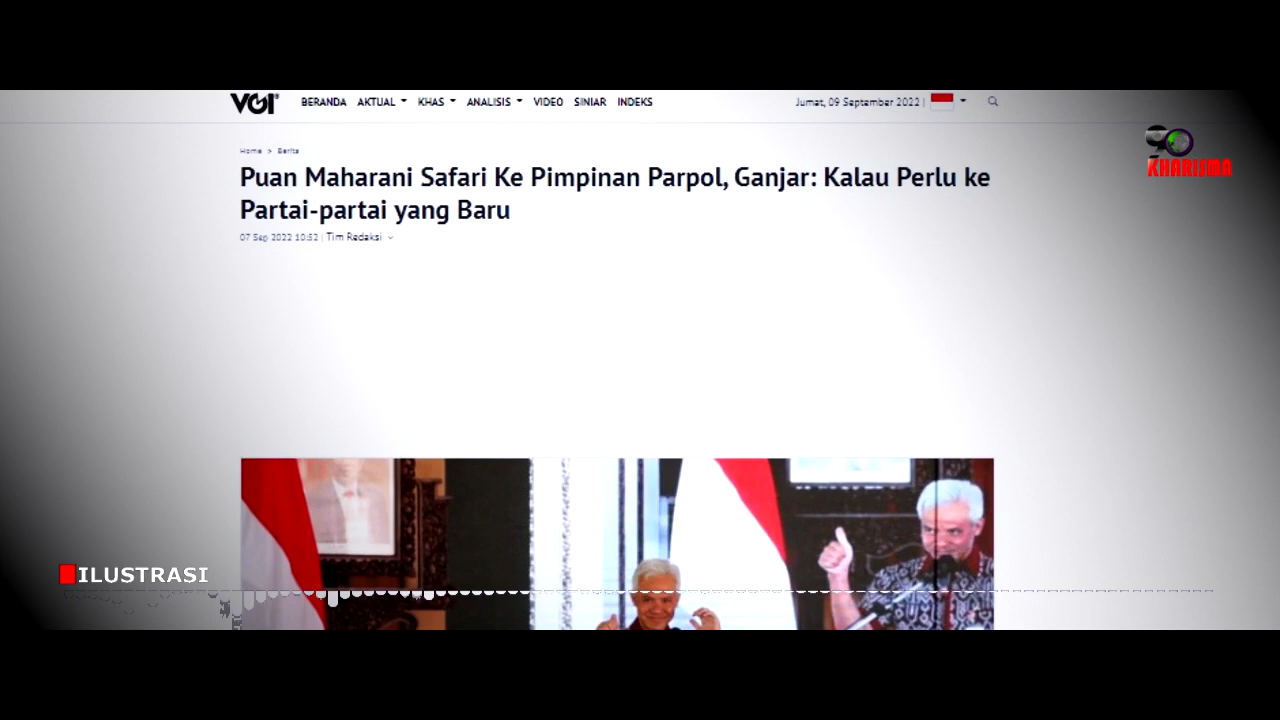 VOI
BERANDA AKTUAL KHAS ANALISIS VIDEO SINIAR INDEKS
Jumat, 09 September 2022 |
90
KHARISMA
Home > Berita
Puan Maharani Safari Ke Pimpinan Parpol, Ganjar: Kalau Perlu ke
Partai-partai yang Baru
07 Sep 2022 10:52 | Tim Redaksi
ILUSTRASI